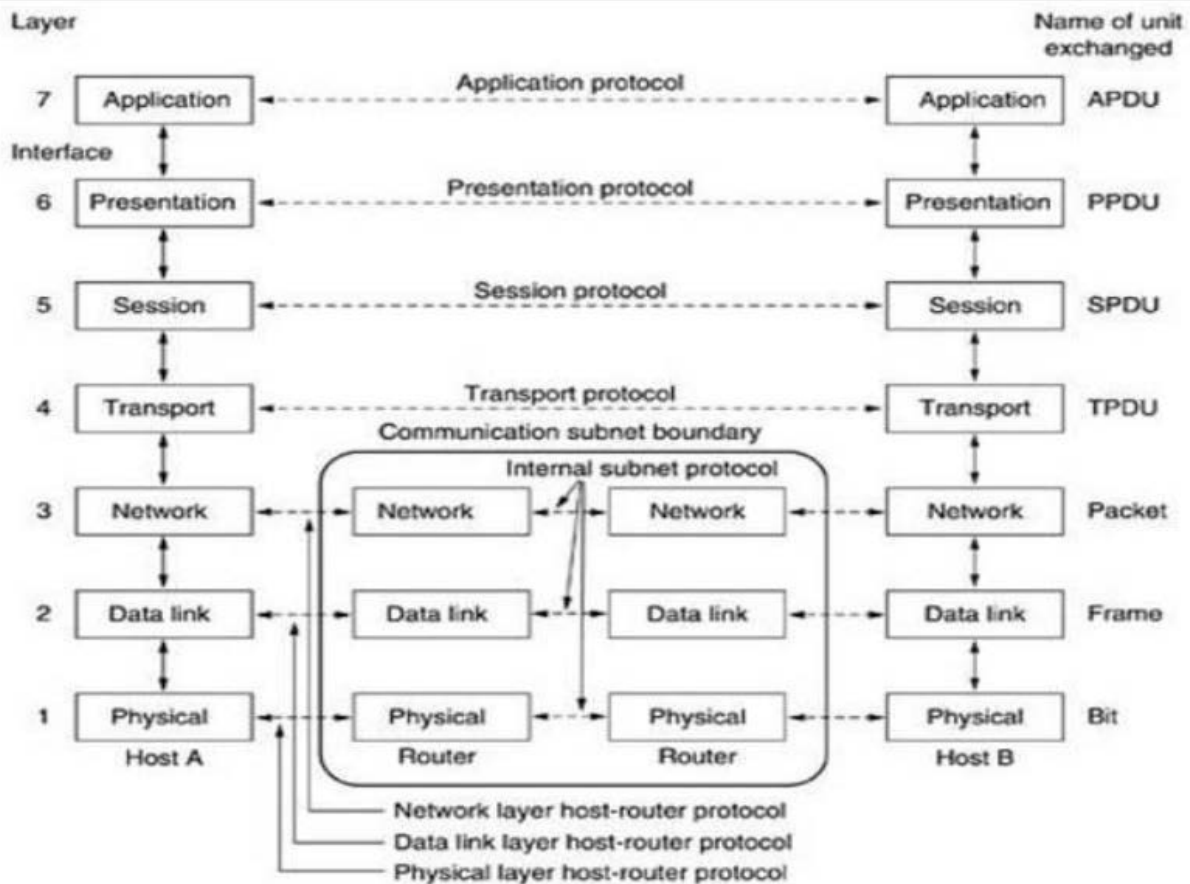 Layer
Name of unit
exchanged
7 Application Application protocol Application APDU
Interface
6 Presentation Presentation protocol Presentation PPDU
5 Session Session protocol Session SPDU
4 Transport Transport protocol Transport TPDU
Communication subnet boundary
Internal subnet protocol
3 Network Network Network Network Packet
2 Data link Data link Data link Data link Frame
1 Physical Physical Physical Physical Bit
Host A Router Router Host B
Network layer host-router protocol
Data link layer host-router protocol
Physical layer host-router protocol